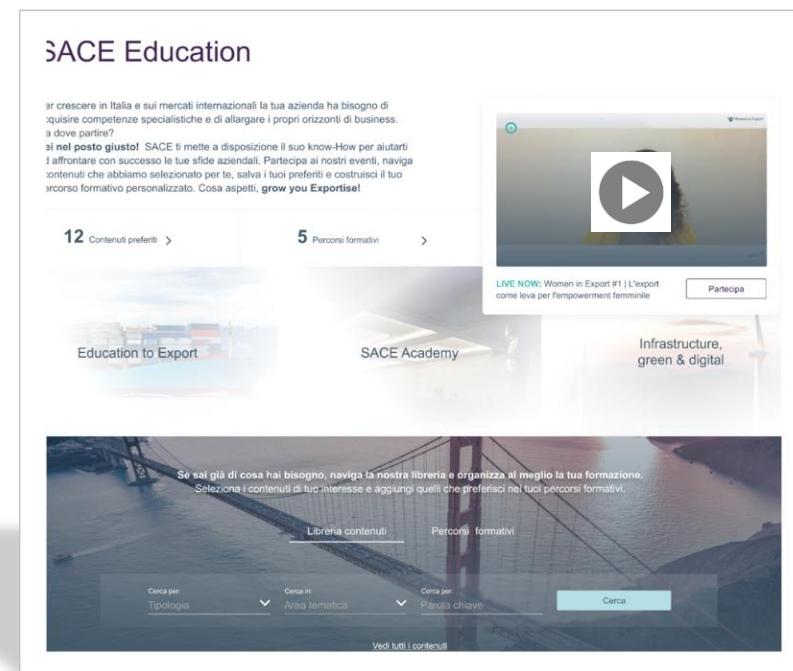 SACE Education
er crescere in Italia e sui mercati internazionali la tua azienda ha bisogno di
cquisire competenze specialistiche e di allargare i propri orizzonti di business.
a dove partire?
ei nel posto giusto! SACE ti mette a disposizione il suo know-How per aiutarti
d affrontare con successo le tue sfide aziendali. Partecipa ai nostri eventi, naviga
contenuti che abbiamo selezionato per te, salva i tuoi preferiti e costruisci il tuo
ercorso formativo personalizzato. Cosa aspetti, grow you Exportise!
Women in Export
12 Contenuti preferiti
5 Percorsi formativi
LIVE NOW: Women in Export #1 | L'export
come leva per l'empowerment femminile
Partecipa
Education to Export
SACE Academy
Infrastructure,
green & digital
Se sai già di cosa hai bisogno, naviga la nostra libreria e organizza al meglio la tua formazione.
Seleziona i contenuti di tuo interesse e aggiungi quelli che preferisci nei tuoi percorsi formativi.
Libreria contenuti
Percorsi formativi
Cerca per:
Tipologia
Cerca in:
Area tematica
Cerca per:
Parola chiave
Cerca
Vedi tutti i contenuti